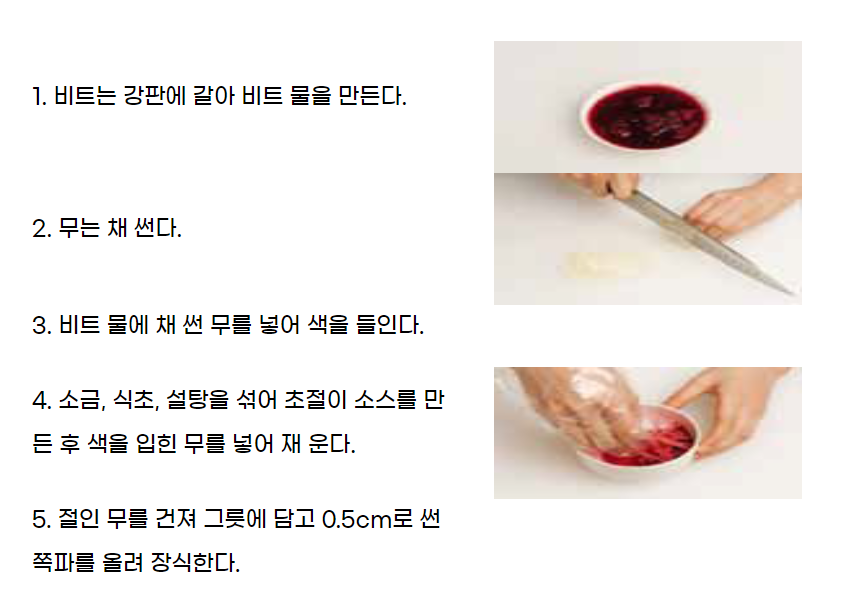 1. 비트는 강판에 갈아 비트 물을 만든다.
2. 무는 채 썬다.
3. 비트 물에 채 썬 무를 넣어 색을 들인다.
4. 소금, 식초, 설탕을 섞어 초절이 소스를 만
든 후 색을 입힌 무를 넣어 재 운다.
5. 절인 무를 건져 그릇에 담고 0.5cm로 썬
쪽파를 올려 장식한다.